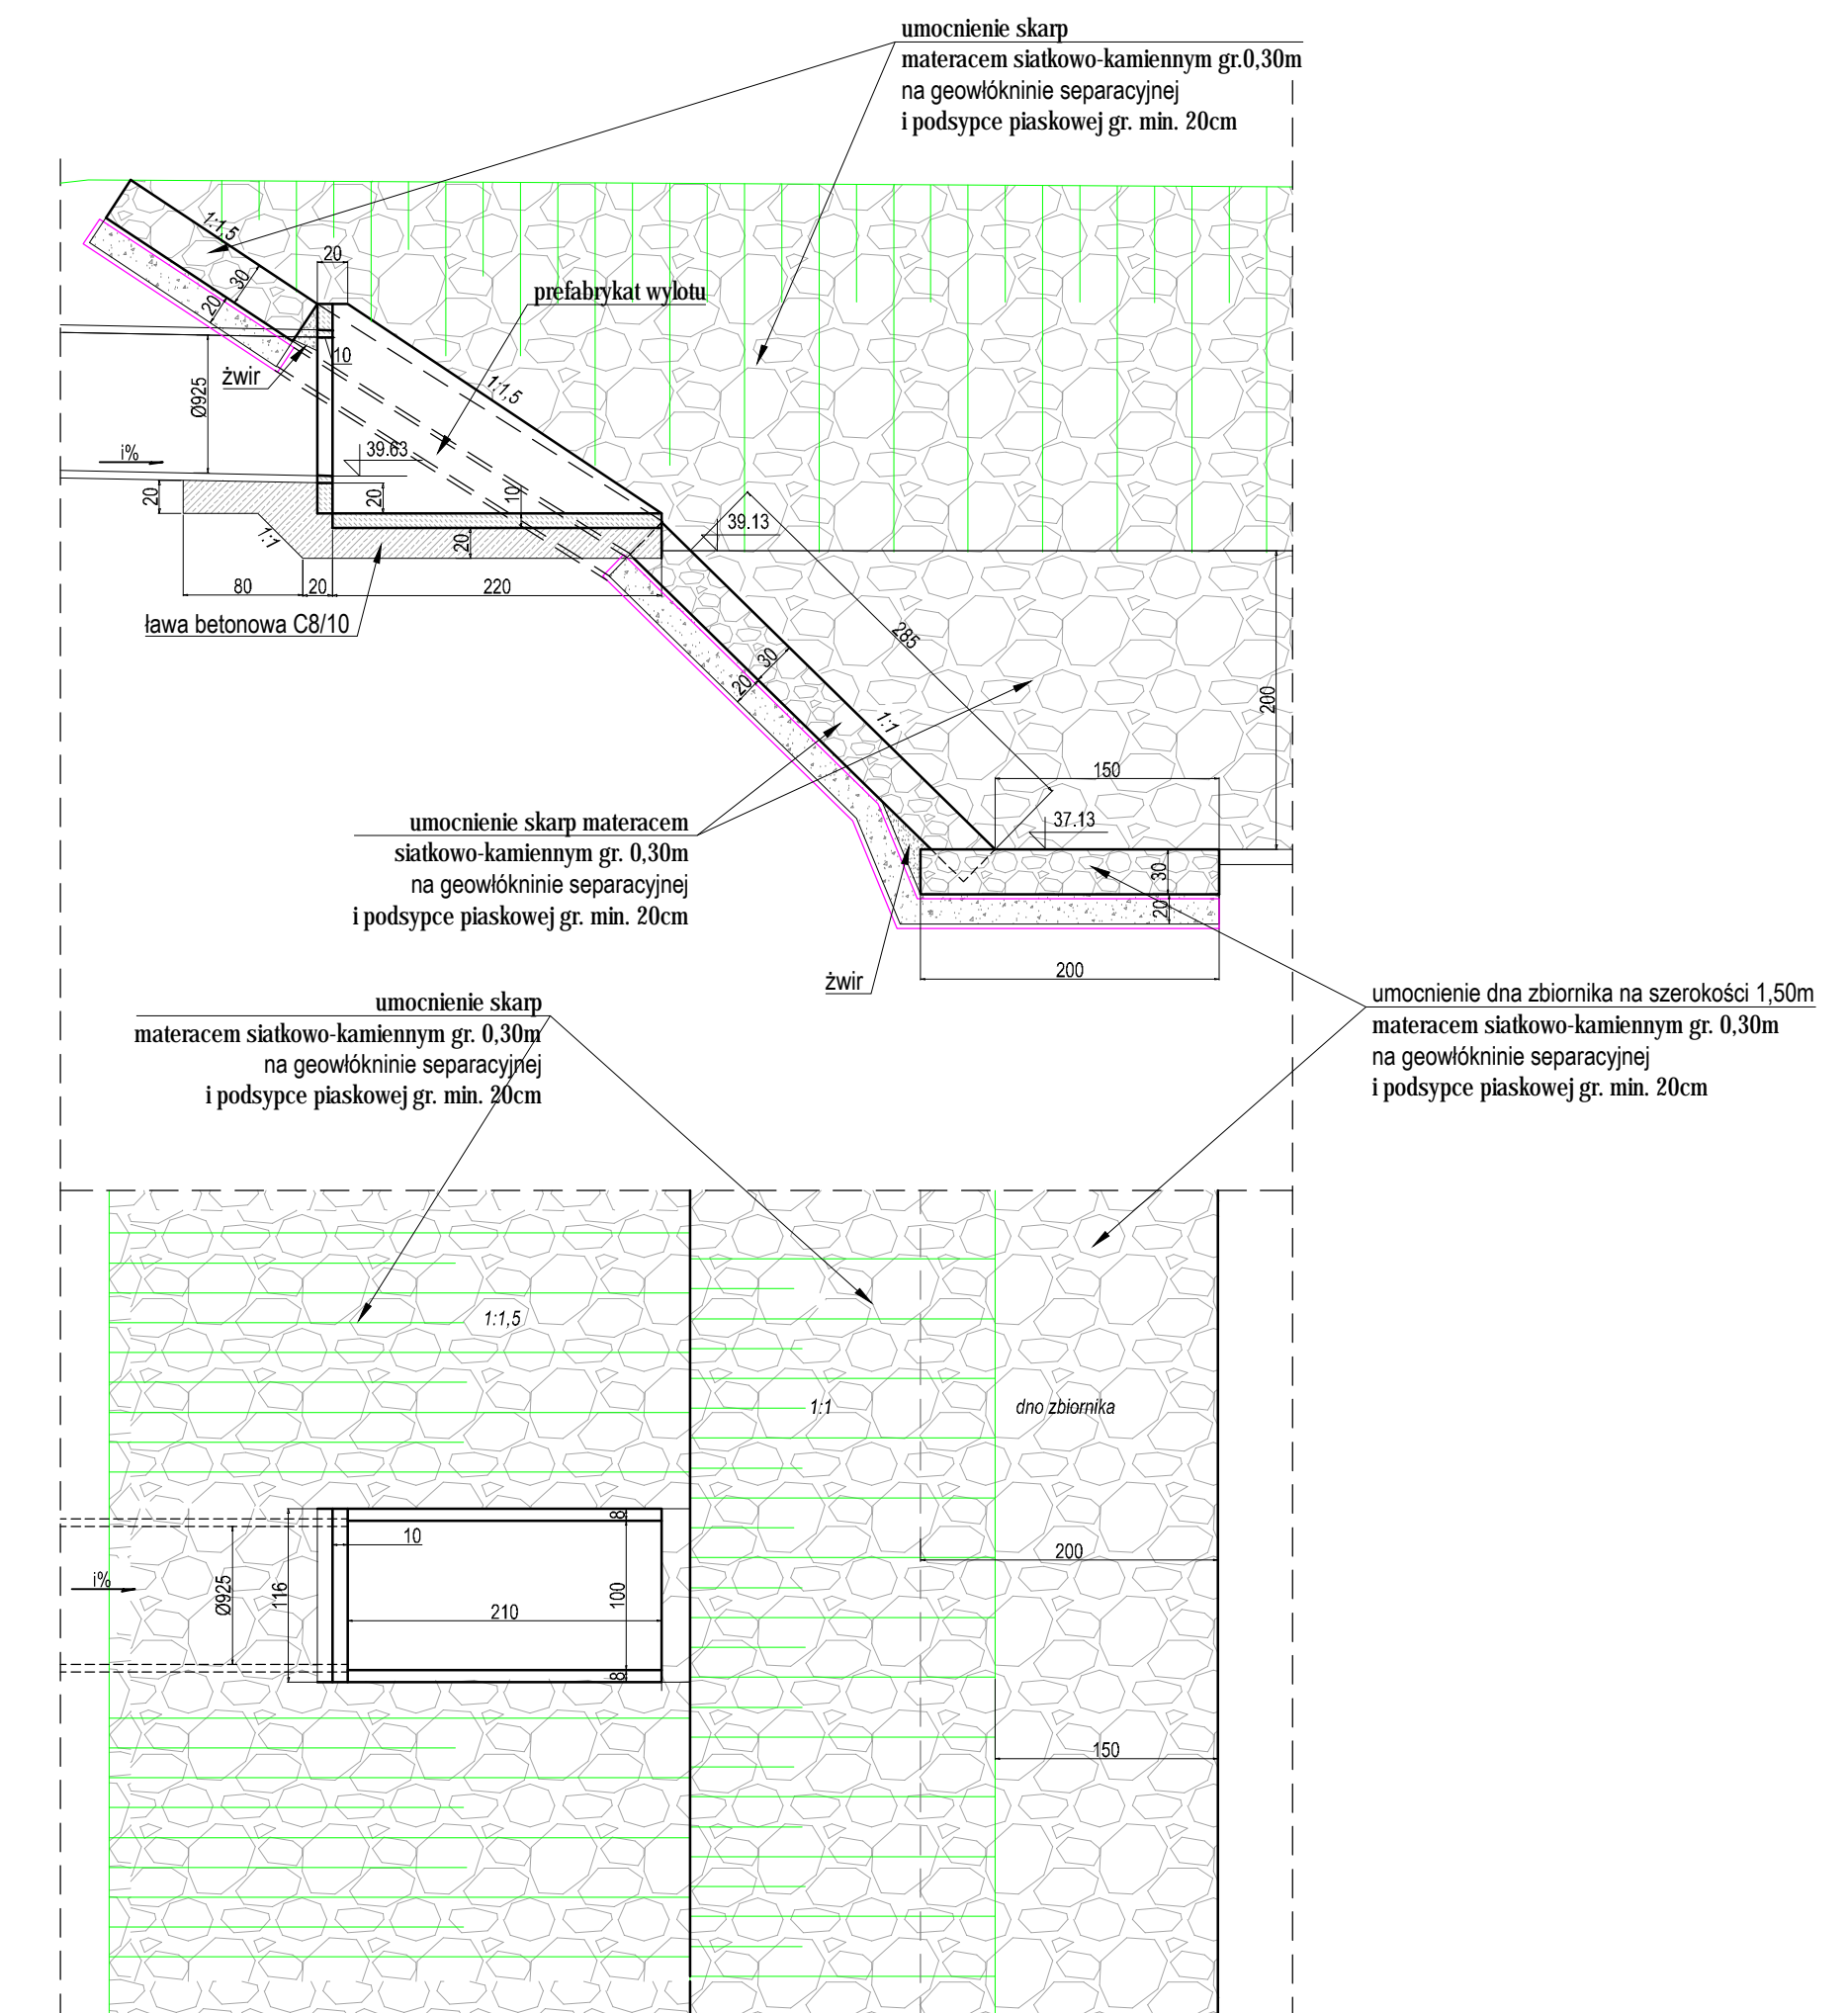 umocnienie skarp
materacem siatkowo-kamiennym gr.0,30m
na geowłókninie separacyjnej
i podsypce piaskowej gr. min. 20cm
1:1,5
20
30
20
prefabrykat wylotu
10
żwir
1:1,5
Ø925
39.63
i%
20
20
10
39.13
1:1
20
80
20
220
ława betonowa C8/10
285
30
20
200
1:1
150
37.13
umocnienie skarp materacem
siatkowo-kamiennym gr. 0,30m
na geowłókninie separacyjnej
i podsypce piaskowej gr. min. 20cm
30
20
200
żwir
umocnienie dna zbiornika na szerokości 1,50m
materacem siatkowo-kamiennym gr. 0,30m
na geowłókninie separacyjnej
i podsypce piaskowej gr. min. 20cm
umocnienie skarp
materacem siatkowo-kamiennym gr. 0,30m
na geowłókninie separacyjnej
i podsypce piaskowej gr. min. 20cm
1:1,5
1:1
dno zbiornika
8
10
200
i%
Ø925
116
100
210
8
150